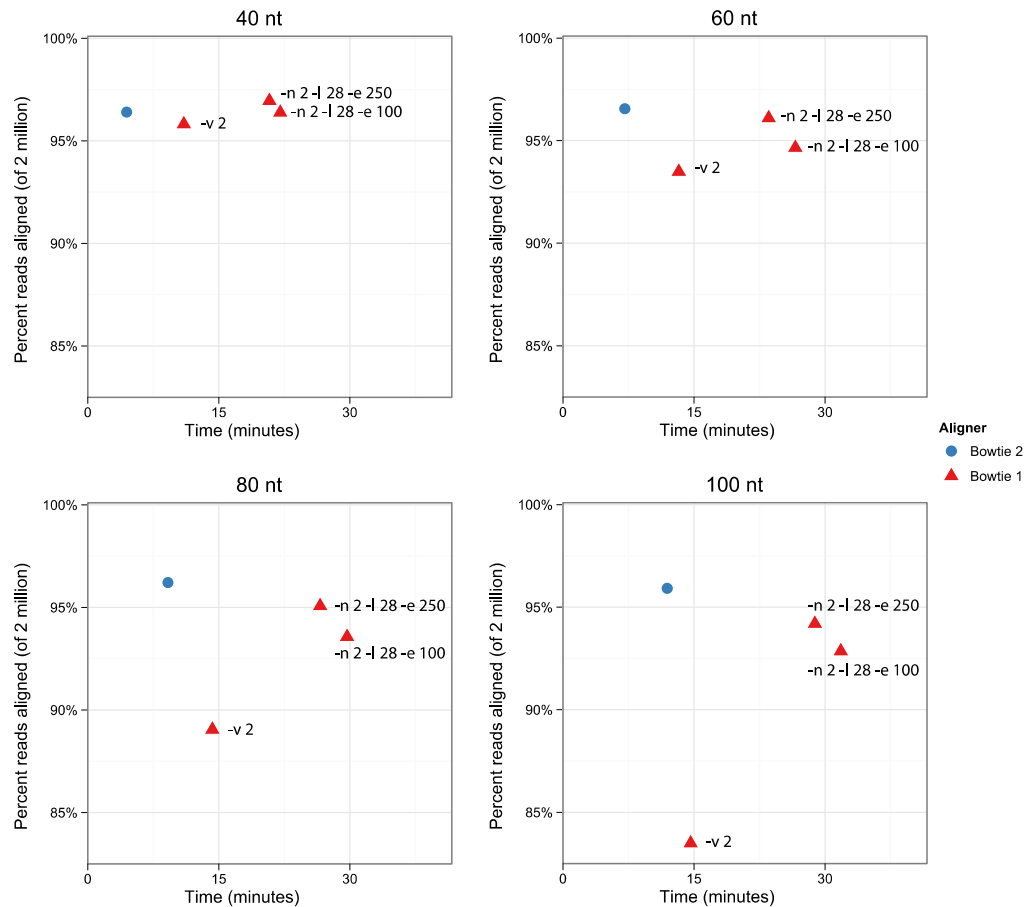 40 nt
Percent reads aligned (of 2 million)
100%
95%
90%
85%
-n 2 -l 28 -e 250
-n 2 -l 28 -e 100
-v 2
0
15
30
Time (minutes)
60 nt
Percent reads aligned (of 2 million)
100%
95%
90%
85%
-n 2 -l 28 -e 250
-n 2 -l 28 -e 100
-v 2
0
15
30
Time (minutes)
Aligner
Bowtie 2
Bowtie 1
80 nt
Percent reads aligned (of 2 million)
100%
95%
90%
85%
-n 2 -l 28 -e 250
-n 2 -l 28 -e 100
-v 2
0
15
30
Time (minutes)
100 nt
Percent reads aligned (of 2 million)
100%
95%
90%
85%
-n 2 -l 28 -e 250
-n 2 -l 28 -e 100
-v 2
0
15
30
Time (minutes)